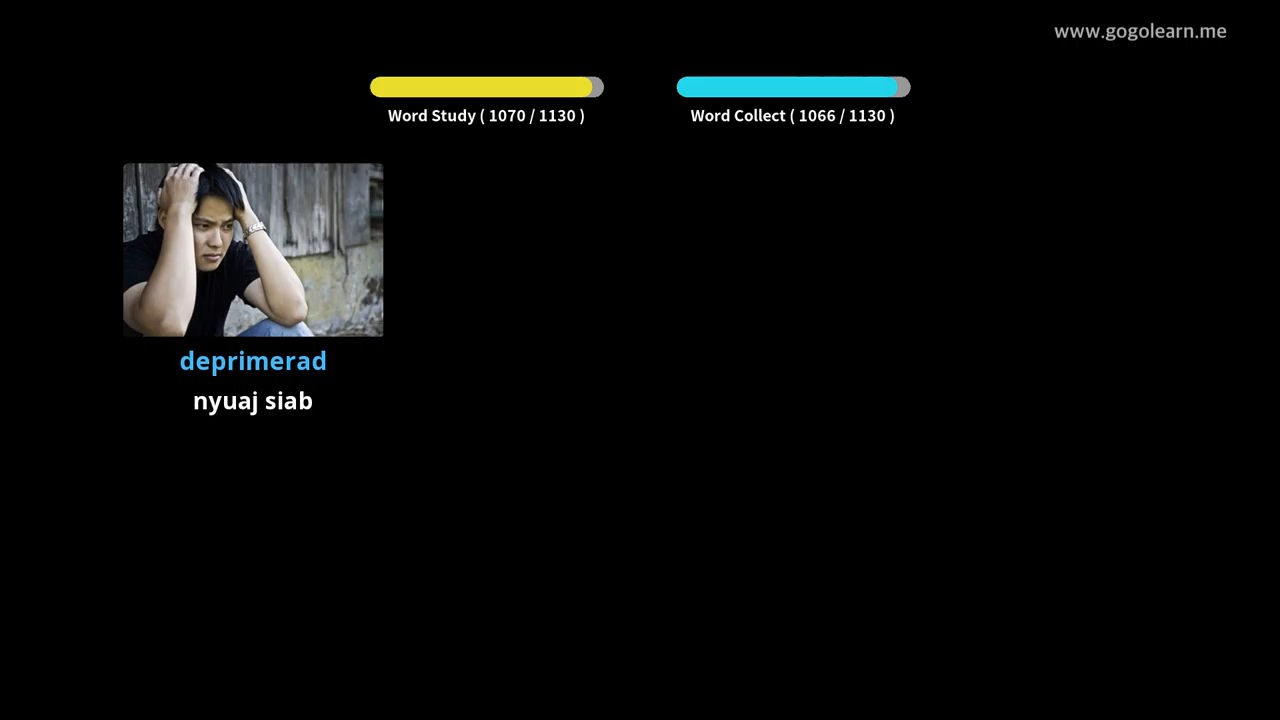 www.gogolearn.me
Word Study ( 1070 / 1130 )
Word Collect ( 1066 / 1130 )
deprimerad
nyuaj siab